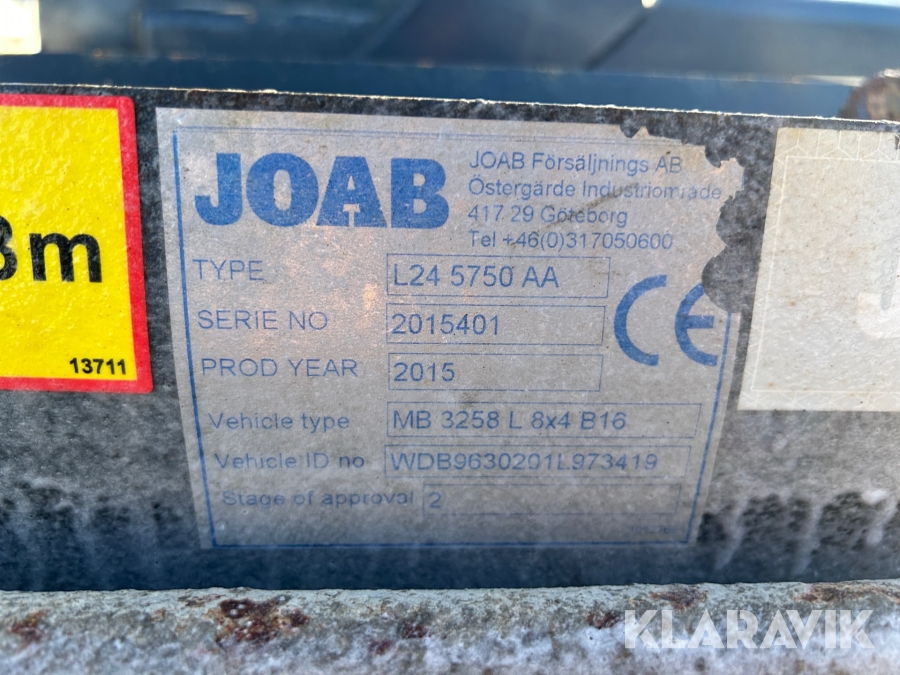 JOAB
JOAB Försäljnings AB
Östergärde Industriområde
417 29 Göteborg
Tel +46(0)317050600
TYPE L24 5750 AA
SERIE NO 2015401
PROD YEAR 2015
CE
Vehicle type MB 3258 L 8x4 B16
Vehicle ID no WDB9630201L973419
Stage of approval 2
3m
13711
KLARAVIK